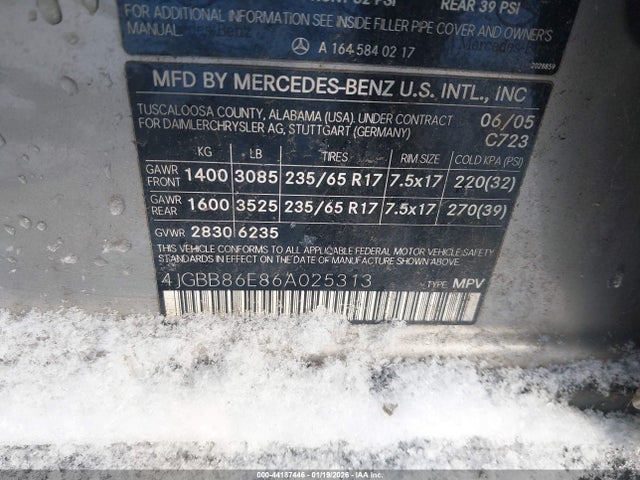 REAR 39 PSI
FOR ADDITIONAL INFORMATION SEE INSIDE FILLER PIPE COVER AND OWNER'S
MANUAL
A 164 584 02 17
2028859
MFD BY MERCEDES-BENZ U.S. INTL., INC
TUSCALOOSA COUNTY, ALABAMA (USA). UNDER CONTRACT 06/05
FOR DAIMLERCHRYSLER AG, STUTTGART (GERMANY) C723
KG LB TIRES RIM SIZE COLD KPA (PSI)
GAWR FRONT 1400 3085 235/65 R17 7.5x17 220(32)
GAWR REAR 1600 3525 235/65 R17 7.5x17 270(39)
GVWR 2830 6235
THIS VEHICLE CONFORMS TO ALL APPLICABLE FEDERAL MOTOR VEHICLE SAFETY
STANDARDS IN EFFECT ON THE DATE OF MANUFACTURE SHOWN ABOVE.
4JGBB86E86A025313 TYPE: MPV
000-44187446 - 01/19/2026 - IAA Inc.